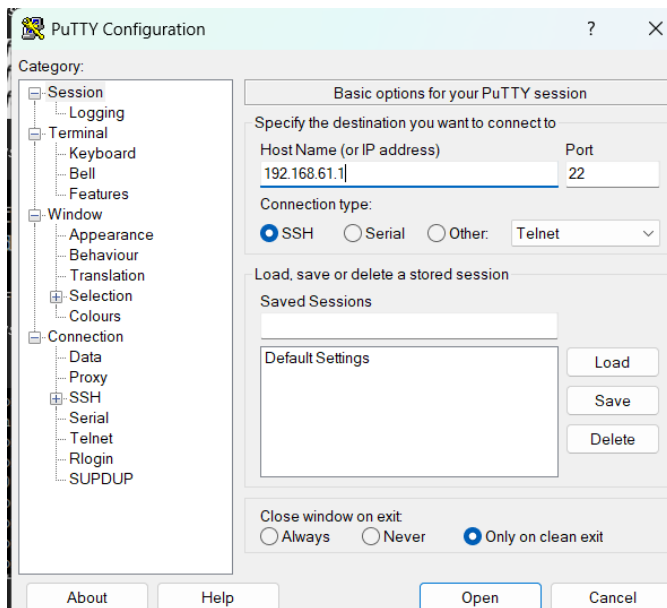 PuTTY Configuration
?
Category:
Session
Logging
Terminal
Keyboard
Bell
Features
Window
Appearance
Behaviour
Translation
Selection
Colours
Connection
Data
Proxy
SSH
Serial
Telnet
Rlogin
SUPDUP
Basic options for your PuTTY session
Specify the destination you want to connect to
Host Name (or IP address) Port
192.168.61.1 22
Connection type:
SSH Serial Other: Telnet
Load, save or delete a stored session
Saved Sessions
Default Settings
Load
Save
Delete
Close window on exit:
Always Never Only on clean exit
About Help Open Cancel